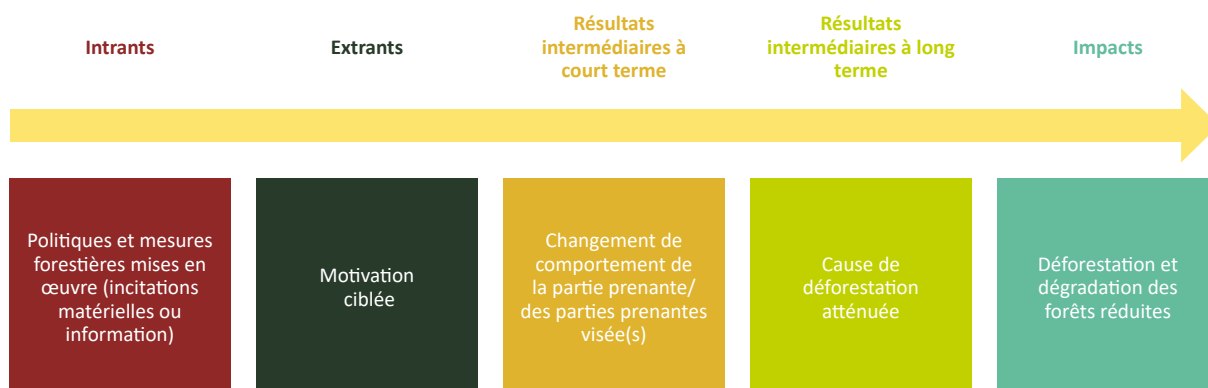 Intrants
Extrants
Résultats
intermédiaires à
court terme
Résultats
intermédiaires à long
terme
Impacts
Politiques et mesures
forestières mises en
œuvre (incitations
matérielles ou
information)
Motivation
ciblée
Changement de
comportement de
la partie prenante/
des parties prenantes
visée(s)
Cause de
déforestation
atténuée
Déforestation et
dégradation des
forêts réduites